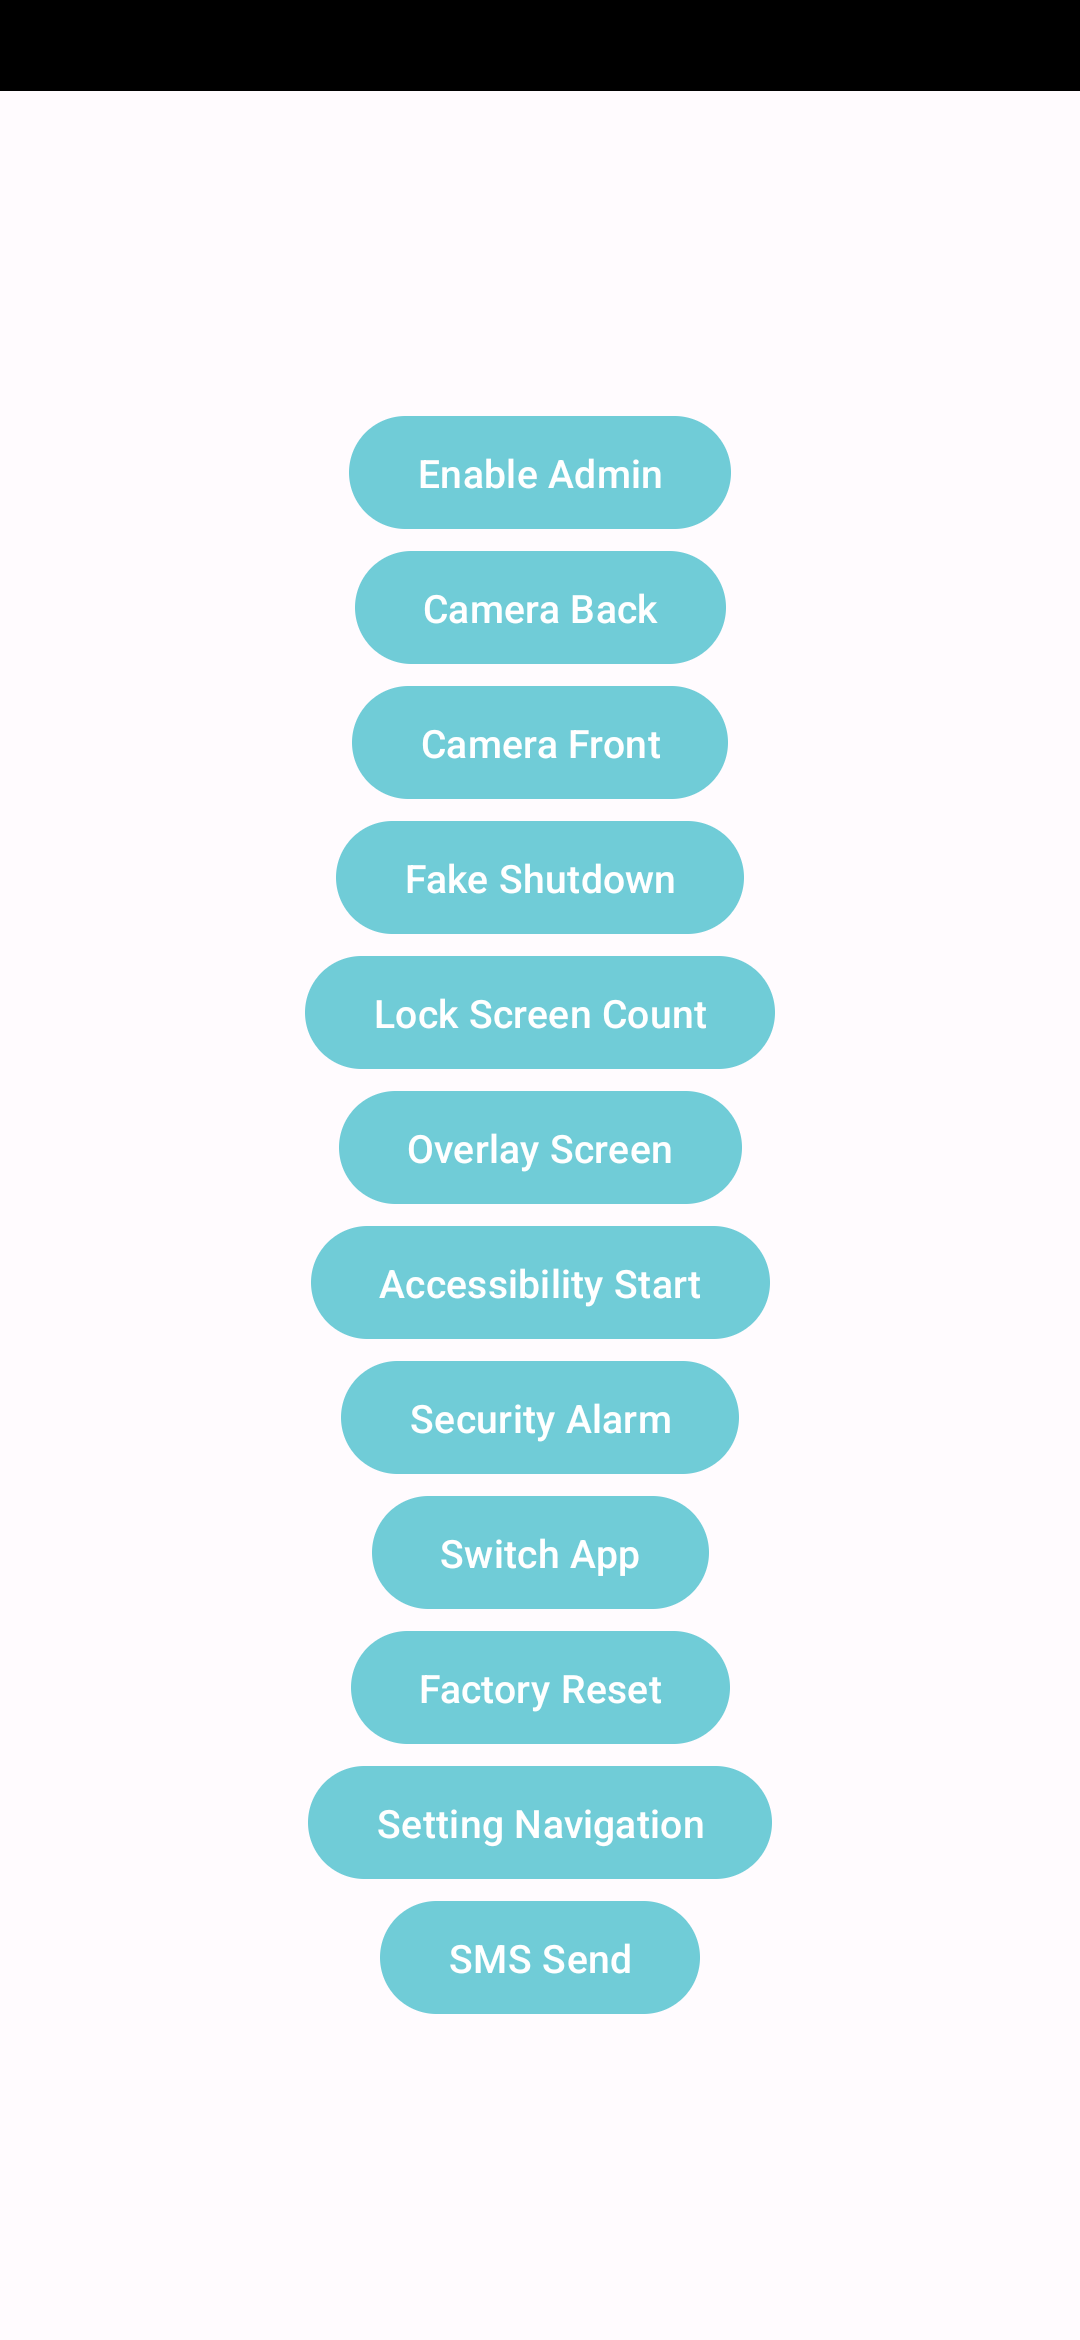 Enable Admin
Camera Back
Camera Front
Fake Shutdown
Lock Screen Count
Overlay Screen
Accessibility Start
Security Alarm
Switch App
Factory Reset
Setting Navigation
SMS Send